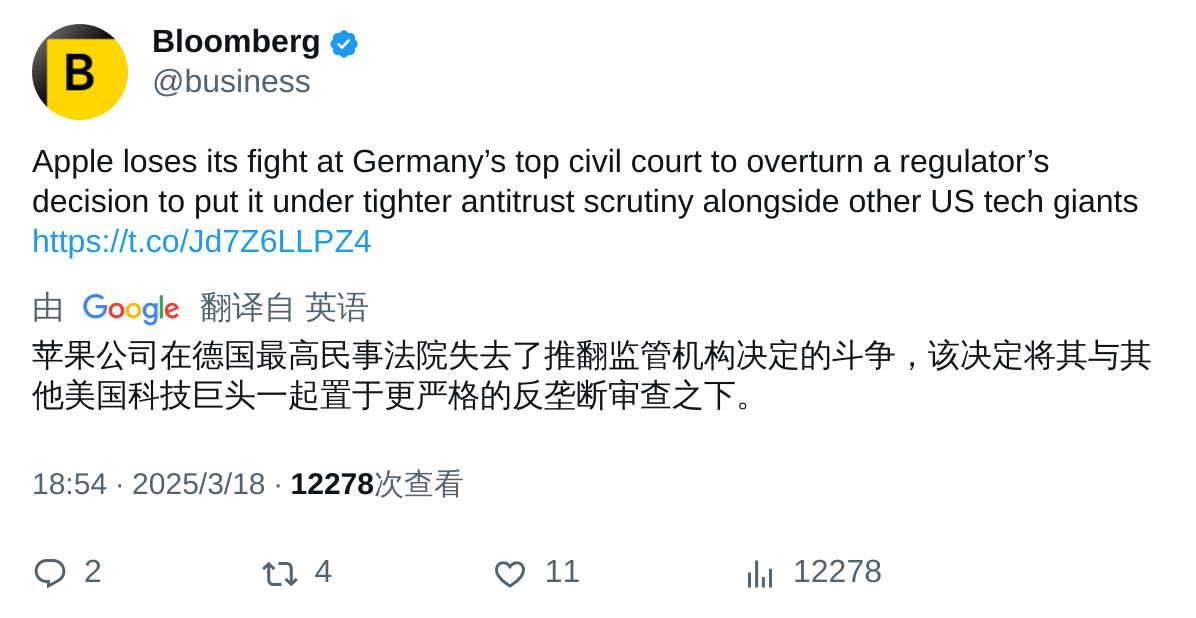 B
Bloomberg
@business
Apple loses its fight at Germany’s top civil court to overturn a regulator’s
decision to put it under tighter antitrust scrutiny alongside other US tech giants
https://t.co/Jd7Z6LLPZ4
由 Google 翻译自 英语
苹果公司在德国最高民事法院失去了推翻监管机构决定的斗争，该决定将其与其
他美国科技巨头一起置于更严格的反垄断审查之下。
18:54 · 2025/3/18 · 12278次查看
2 4 11 12278